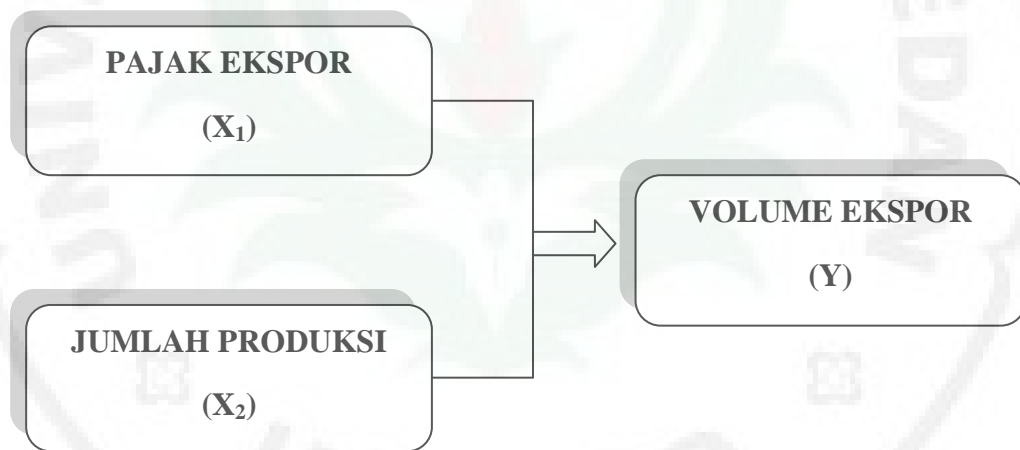 PAJAK EKSPOR
(X₁)
VOLUME EKSPOR
(Y)
JUMLAH PRODUKSI
(X₂)